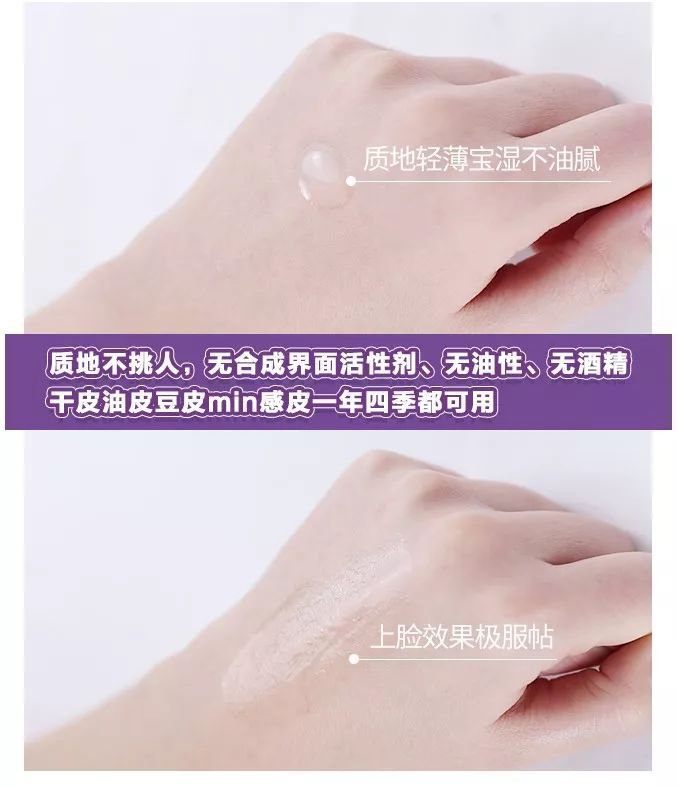 质地轻薄宝湿不油腻
质地不挑人，无合成界面活性剂、无油性、无酒精
干皮油皮豆皮min感皮一年四季都可用
上脸效果极服帖